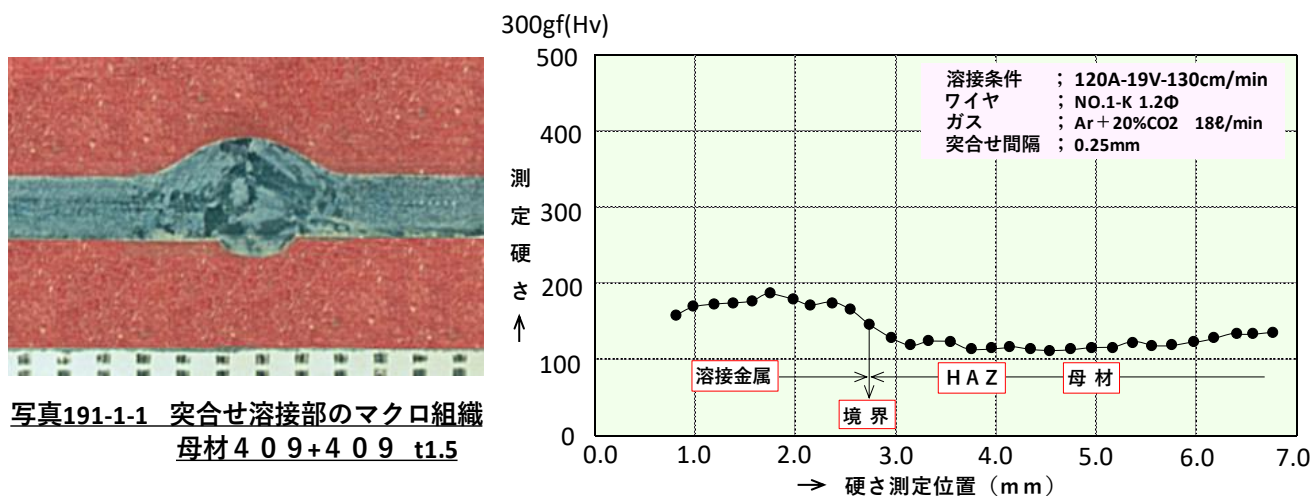 300gf(Hv)
500
400
300
200
100
0
測定硬さ →
溶接条件 ; 120A-19V-130cm/min
ワイヤ ; NO.1-K 1.2Φ
ガス ; Ar＋20%CO2 18ℓ/min
突合せ間隔 ; 0.25mm
溶接金属
HAZ
母材
境界
0.0 1.0 2.0 3.0 4.0 5.0 6.0 7.0
→ 硬さ測定位置（mm）
写真191-1-1 突合せ溶接部のマクロ組織
母材４０９+４０９ t1.5